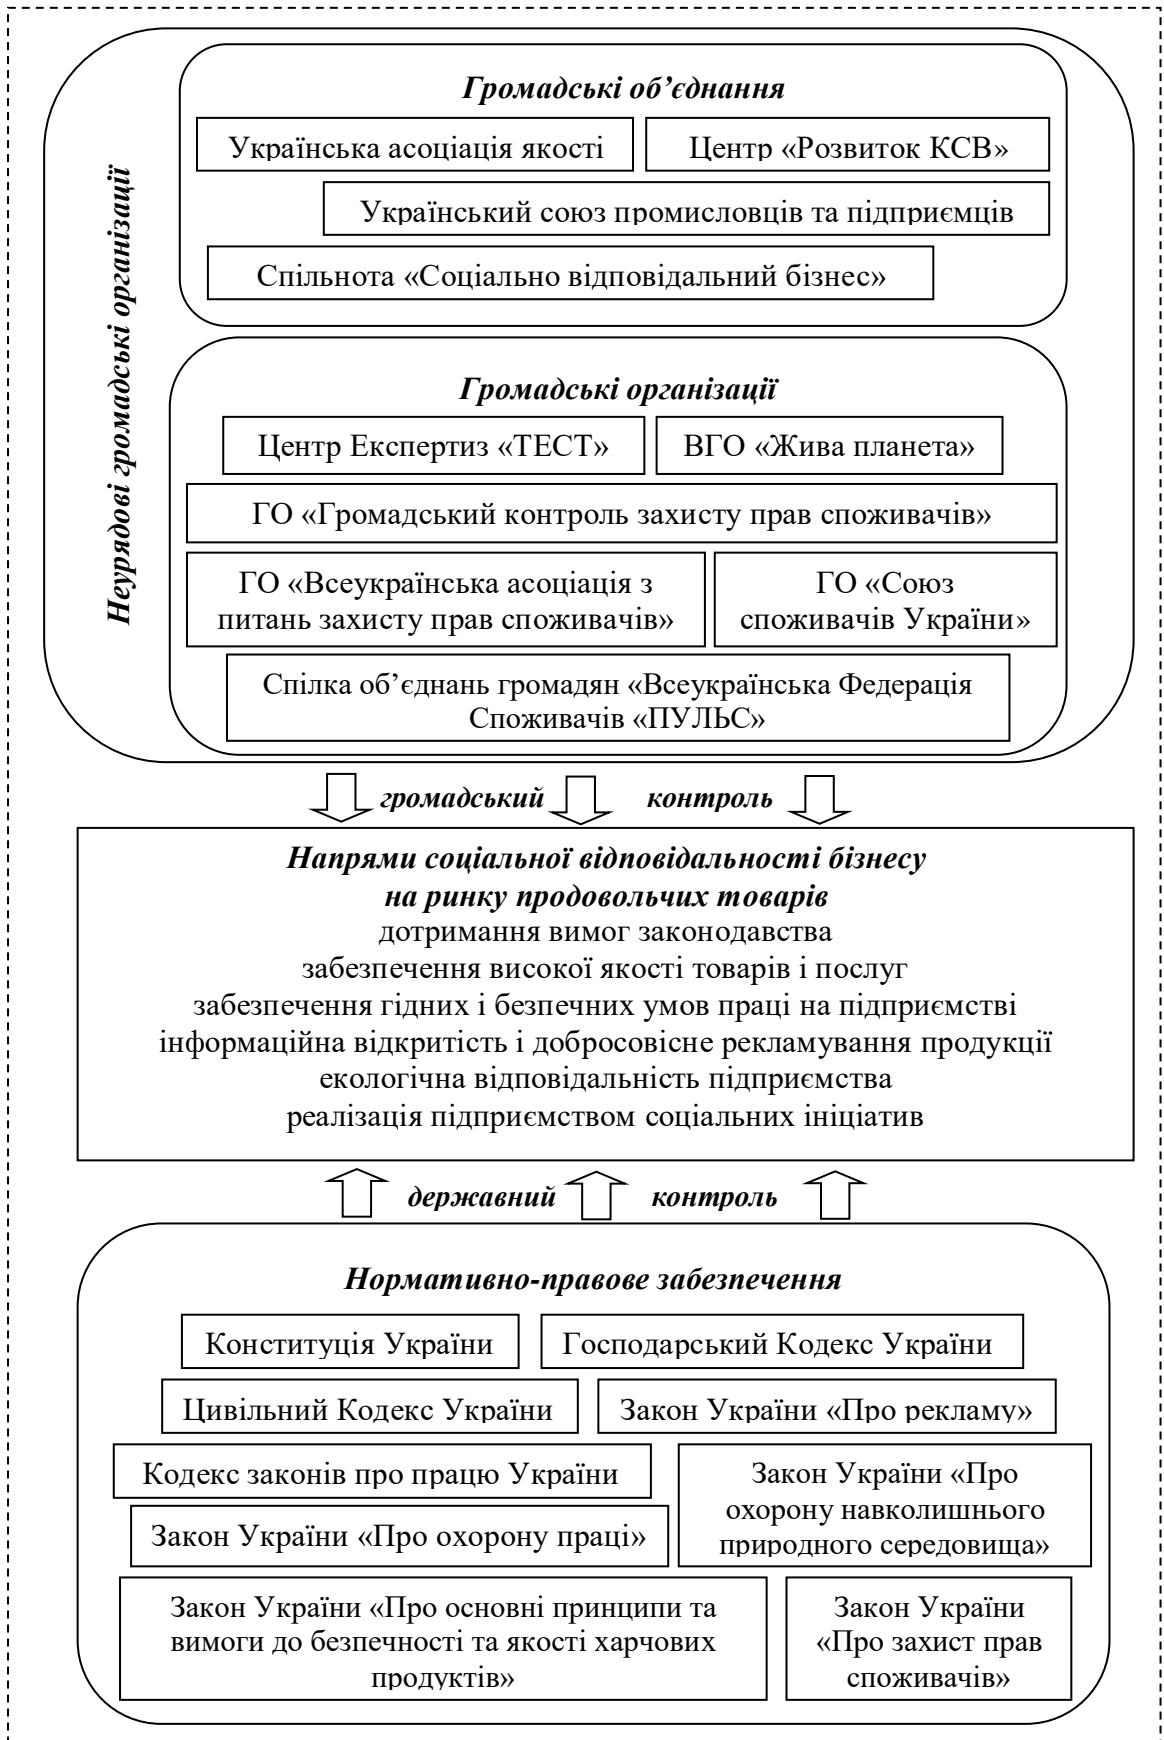 Неурядові громадські організації
Громадські об’єднання
Українська асоціація якості
Центр «Розвиток КСВ»
Український союз промисловців та підприємців
Спільнота «Соціально відповідальний бізнес»
Громадські організації
Центр Експертиз «ТЕСТ»
ВГО «Жива планета»
ГО «Громадський контроль захисту прав споживачів»
ГО «Всеукраїнська асоціація з
питань захисту прав споживачів»
ГО «Союз
споживачів України»
Спілка об’єднань громадян «Всеукраїнська Федерація
Споживачів «ПУЛЬС»
громадський контроль
Напрями соціальної відповідальності бізнесу
на ринку продовольчих товарів
дотримання вимог законодавства
забезпечення високої якості товарів і послуг
забезпечення гідних і безпечних умов праці на підприємстві
інформаційна відкритість і добросовісне рекламування продукції
екологічна відповідальність підприємства
реалізація підприємством соціальних ініціатив
державний контроль
Нормативно-правове забезпечення
Конституція України
Господарський Кодекс України
Цивільний Кодекс України
Закон України «Про рекламу»
Кодекс законів про працю України
Закон України «Про
охорону навколишнього
природного середовища»
Закон України «Про охорону праці»
Закон України «Про основні принципи та
вимоги до безпечності та якості харчових
продуктів»
Закон України
«Про захист прав
споживачів»